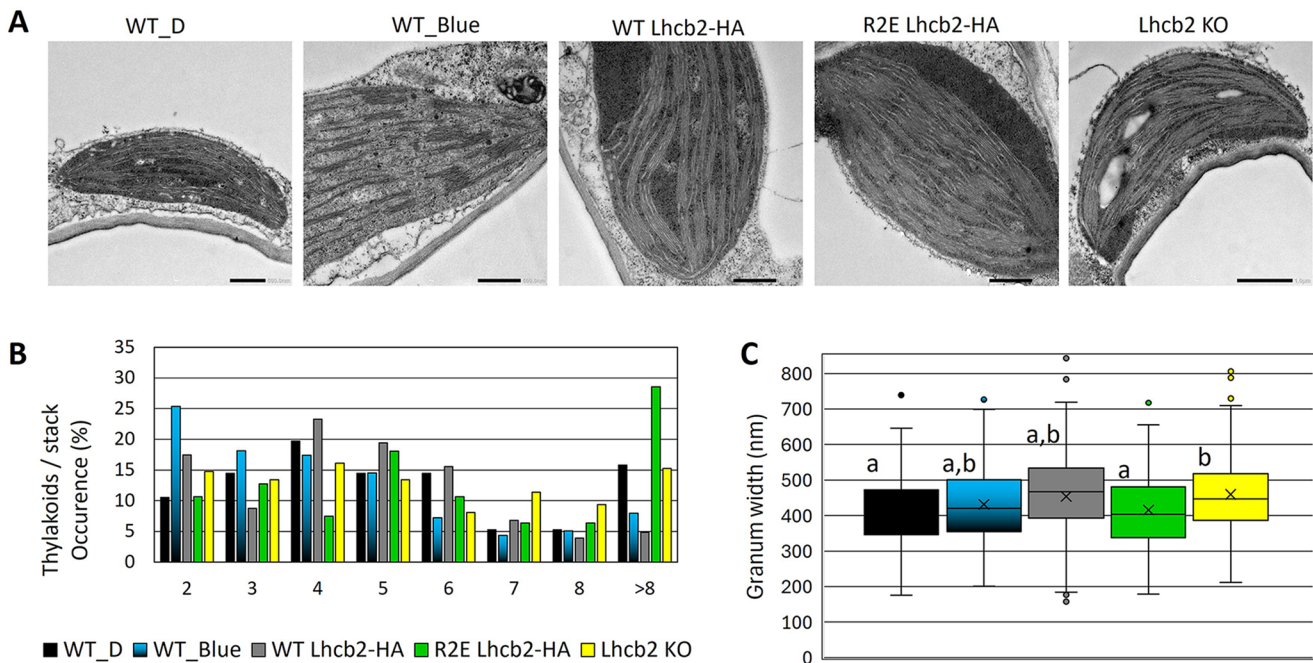 A
WT_D
WT_Blue
WT Lhcb2-HA
R2E Lhcb2-HA
Lhcb2 KO
B
Thylakoids / stack
Occurence (%)
35
30
25
20
15
10
5
0
2 3 4 5 6 7 8 >8
WT_D WT_Blue WT Lhcb2-HA R2E Lhcb2-HA Lhcb2 KO
C
Granum width (nm)
800
700
600
500
400
300
200
100
0
a
a,b
a,b
a
b